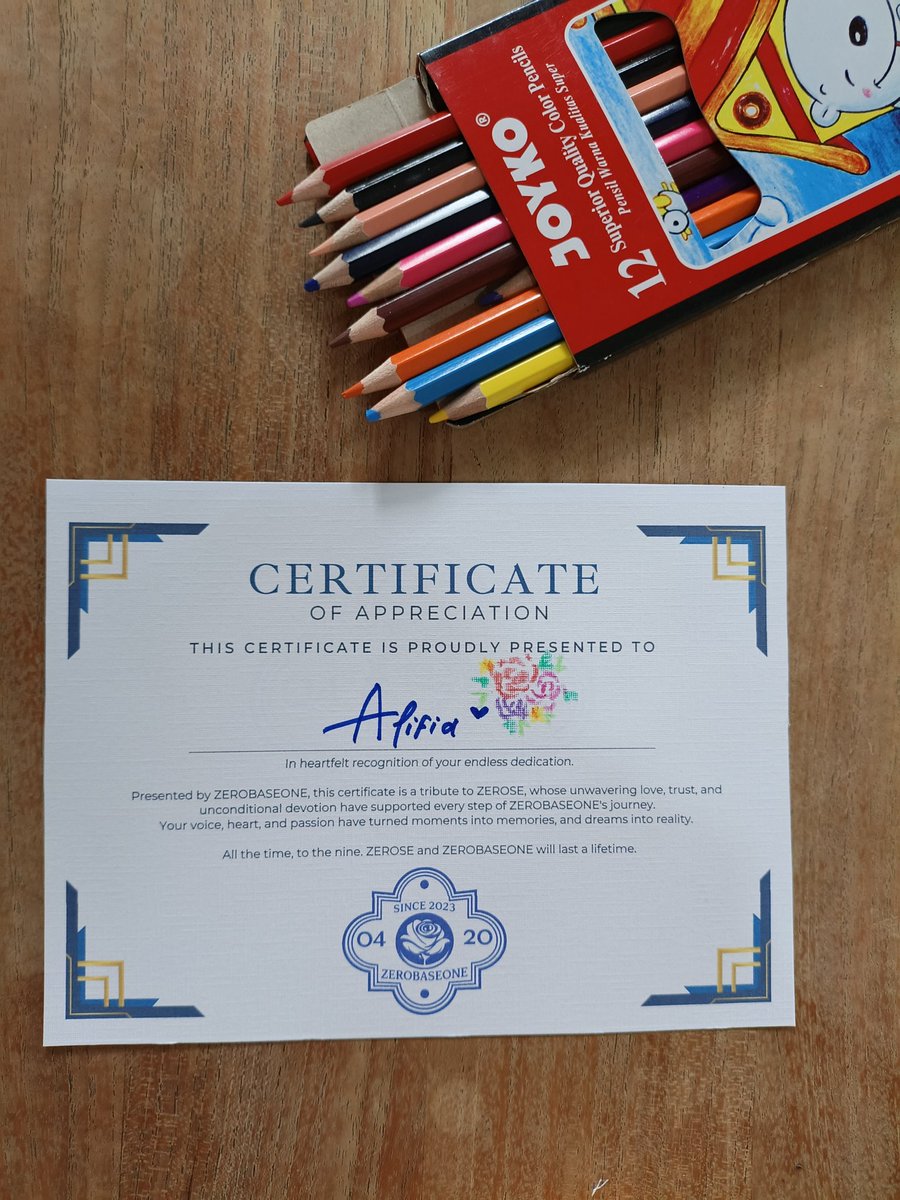 JOYKO®
12 Superior Quality Color Pencils
Pensil Warna Kualitas Super
CERTIFICATE
OF APPRECIATION
THIS CERTIFICATE IS PROUDLY PRESENTED TO
Alifia
In heartfelt recognition of your endless dedication.
Presented by ZEROBASEONE, this certificate is a tribute to ZEROSE, whose unwavering love, trust, and
unconditional devotion have supported every step of ZEROBASEONE's journey.
Your voice, heart, and passion have turned moments into memories, and dreams into reality.
All the time, to the nine. ZEROSE and ZEROBASEONE will last a lifetime.
SINCE 2023
04 20
ZEROBASEONE